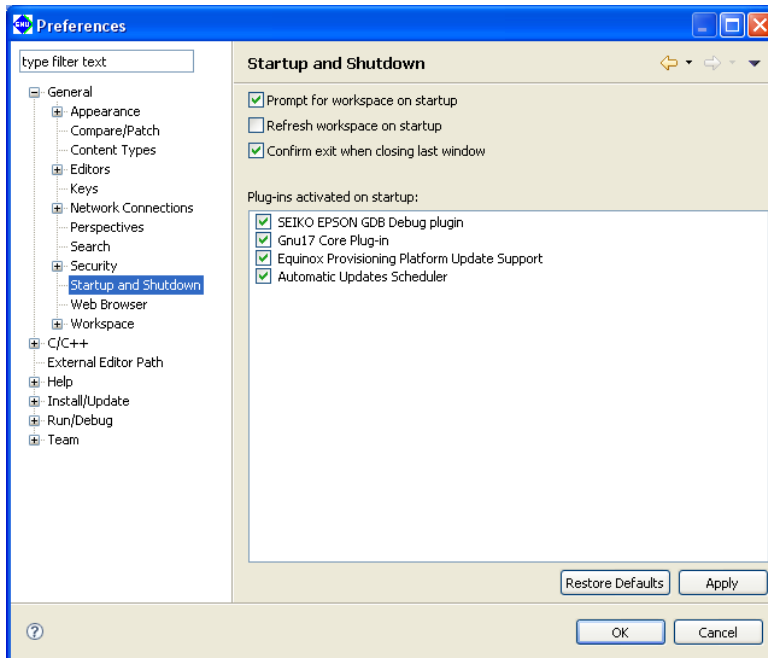 GNU Preferences
type filter text
General
Appearance
Compare/Patch
Content Types
Editors
Keys
Network Connections
Perspectives
Search
Security
Startup and Shutdown
Web Browser
Workspace
C/C++
External Editor Path
Help
Install/Update
Run/Debug
Team
Startup and Shutdown
Prompt for workspace on startup
Refresh workspace on startup
Confirm exit when closing last window
Plug-ins activated on startup:
SEIKO EPSON GDB Debug plugin
Gnu17 Core Plug-in
Equinox Provisioning Platform Update Support
Automatic Updates Scheduler
Restore Defaults
Apply
OK
Cancel